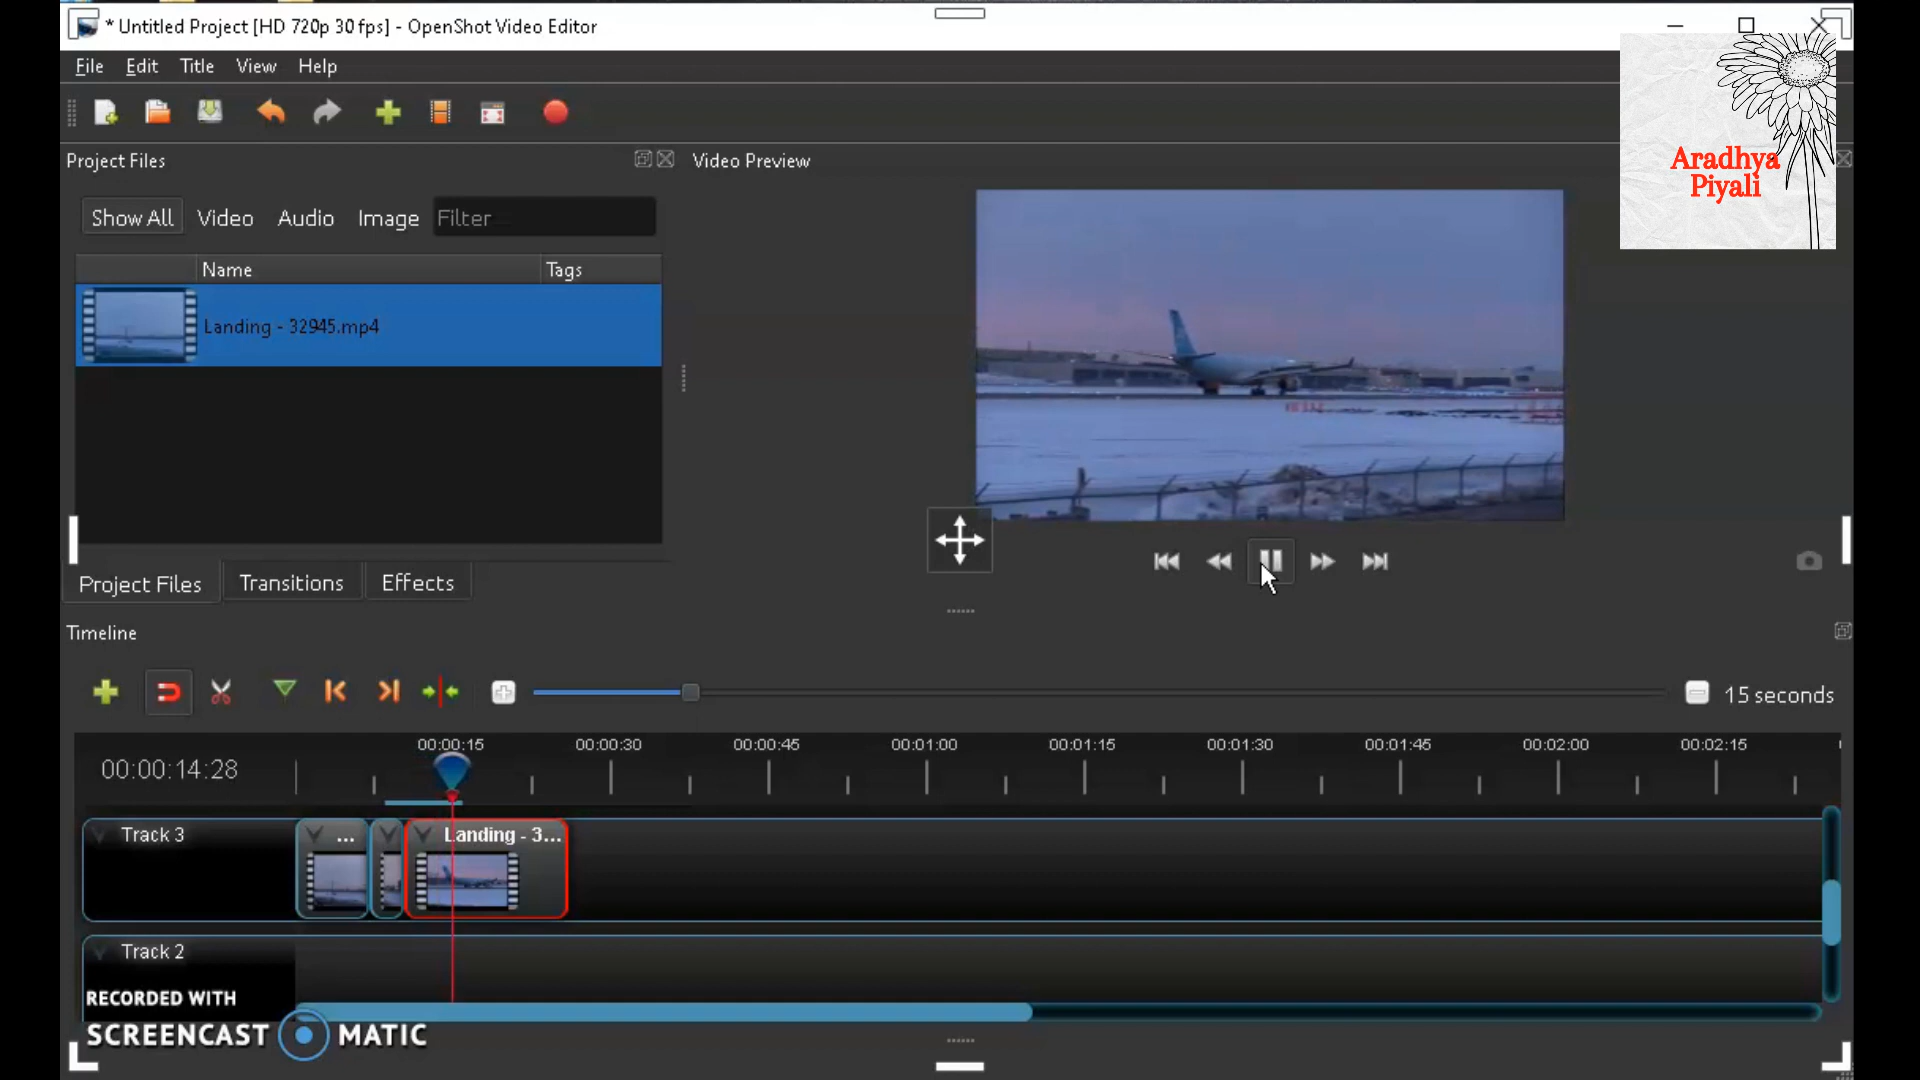 * Untitled Project [HD 720p 30 fps] - OpenShot Video Editor
File Edit Title View Help
Aradhya
Piyali
Project Files
Video Preview
Show All Video Audio Image Filter
Name Tags
Landing - 32945.mp4
Project Files Transitions Effects
Timeline
15 seconds
00:00:14:28
00:00:15 00:00:30 00:00:45 00:01:00 00:01:15 00:01:30 00:01:45 00:02:00 00:02:15
Track 3
...
Landing - 3...
Track 2
RECORDED WITH
SCREENCAST MATIC